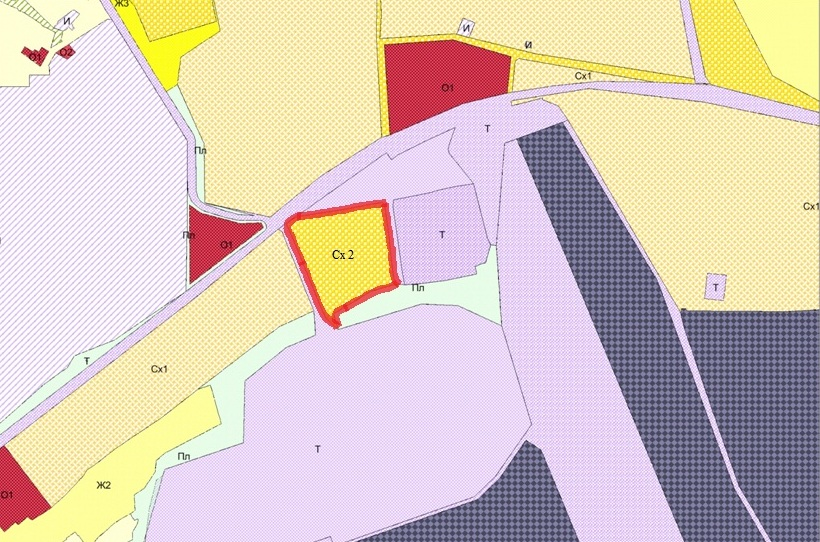 Ж3
И
О1
О2
И
И
Сх1
О1
Т
Пл
Сх1
Пл
О1
Т
Сх 2
Пл
Т
Т
Сх1
Т
Пл
Ж2
О1